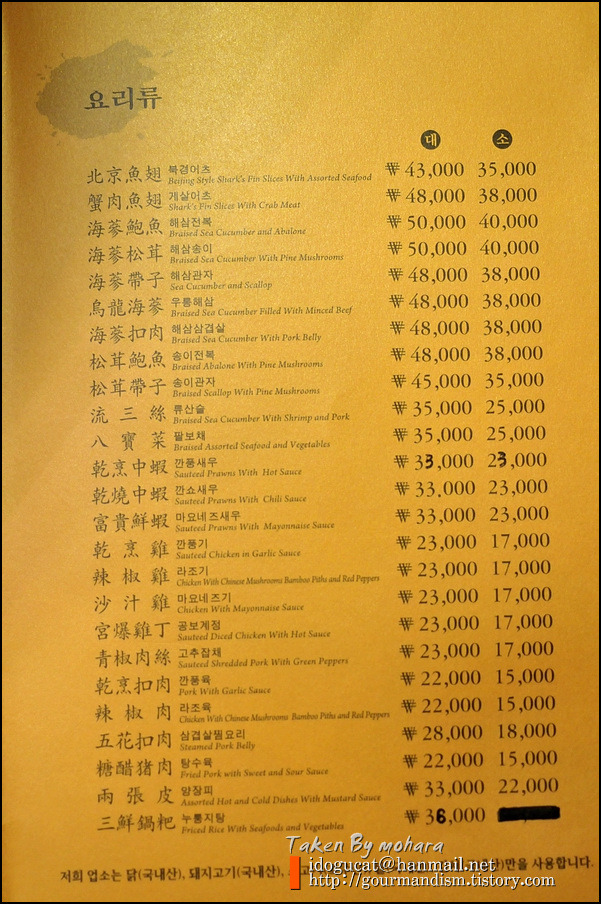 요리류
대 소
北京魚翅 북경어츠 ₩ 43,000 35,000
Beijing Style Shark's Fin Slices With Assorted Seafood
蟹肉魚翅 게살어츠 ₩ 48,000 38,000
Shark's Fin Slices With Crab Meat
海蔘鮑魚 해삼전복 ₩ 50,000 40,000
Braised Sea Cucumber and Abalone
海蔘松茸 해삼송이 ₩ 50,000 40,000
Braised Sea Cucumber With Pine Mushrooms
海蔘帶子 해삼관자 ₩ 48,000 38,000
Sea Cucumber and Scallop
烏龍海蔘 우룡해삼 ₩ 48,000 38,000
Braised Sea Cucumber Filled With Minced Beef
海蔘扣肉 해삼삼겹살 ₩ 48,000 38,000
Braised Sea Cucumber With Pork Belly
松茸鮑魚 송이전복 ₩ 48,000 38,000
Braised Abalone With Pine Mushrooms
松茸帶子 송이관자 ₩ 45,000 35,000
Braised Scallop With Pine Mushrooms
流三絲 류산슬 ₩ 35,000 25,000
Braised Sea Cucumber With Shrimp and Pork
八寶菜 팔보채 ₩ 35,000 25,000
Braised Assorted Seafood and Vegetables
乾烹中蝦 깐풍새우 ₩ 33,000 23,000
Sauteed Prawns With Hot Sauce
乾燒中蝦 깐쇼새우 ₩ 33,000 23,000
Sauteed Prawns With Chili Sauce
富貴鮮蝦 마요네즈새우 ₩ 33,000 23,000
Sauteed Prawns With Mayonnaise Sauce
乾烹雞 깐풍기 ₩ 23,000 17,000
Sauteed Chicken in Garlic Sauce
辣椒雞 라조기 ₩ 23,000 17,000
Chicken With Chinese Mushrooms Bamboo Piths and Red Peppers
沙汁雞 마요네즈기 ₩ 23,000 17,000
Chicken With Mayonnaise Sauce
宮爆雞丁 공보계정 ₩ 23,000 17,000
Sauteed Diced Chicken With Hot Sauce
青椒肉絲 고추잡채 ₩ 23,000 17,000
Sauteed Shredded Pork With Green Peppers
乾烹扣肉 깐풍육 ₩ 22,000 15,000
Pork With Garlic Sauce
辣椒肉 라조육 ₩ 22,000 15,000
Chicken With Chinese Mushrooms Bamboo Piths and Red Peppers
五花扣肉 삼겹살찜요리 ₩ 28,000 18,000
Steamed Pork Belly
糖醋猪肉 탕수육 ₩ 22,000 15,000
Fried Pork with Sweet and Sour Sauce
兩張皮 양장피 ₩ 33,000 22,000
Assorted Hot and Cold Dishes With Mustard Sauce
三鮮鍋粑 누룽지탕 ₩ 36,000
Friced Rice With Seafoods and Vegetables
Taken By mohara
idogucat@hanmail.net
http://gourmandism.tistory.com
저희 업소는 닭(국내산), 돼지고기(국내산), 만을 사용합니다.